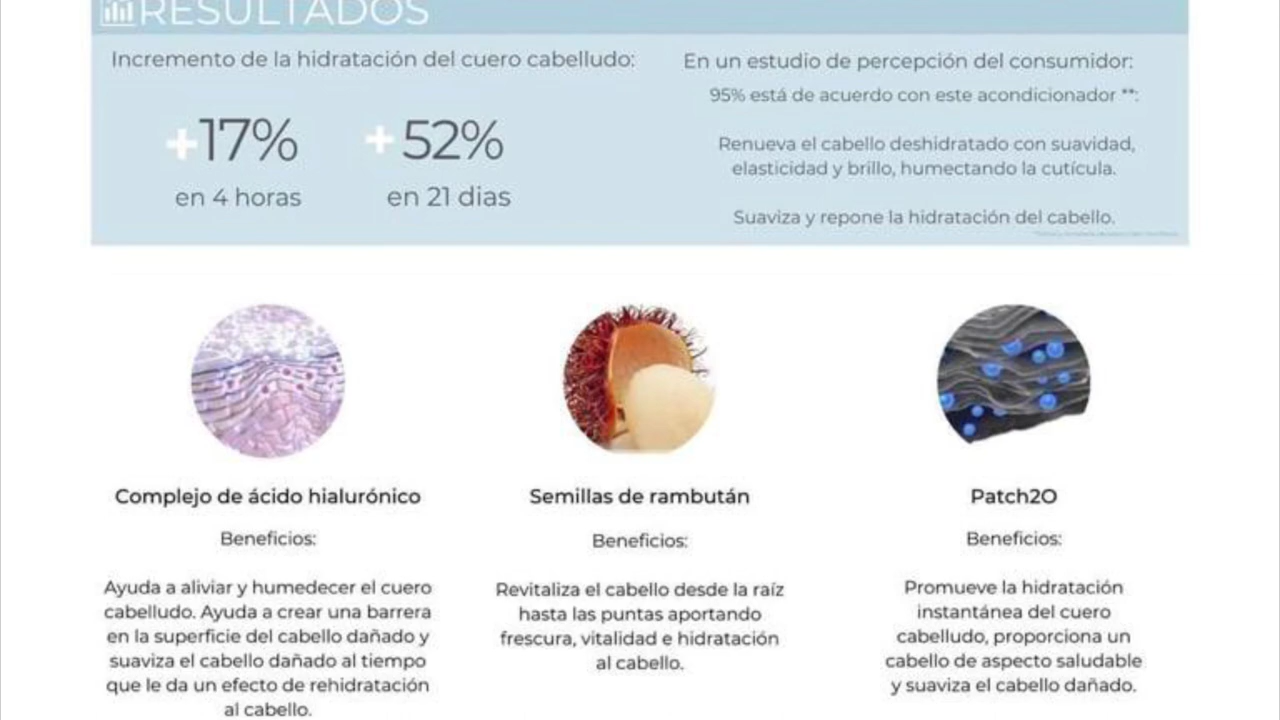 RESULTADOS
Incremento de la hidratación del cuero cabelludo:
+17%
en 4 horas
+ 52%
en 21 dias
En un estudio de percepción del consumidor:
95% está de acuerdo con este acondicionador **:
Renueva el cabello deshidratado con suavidad,
elasticidad y brillo, humectando la cutícula.
Suaviza y repone la hidratación del cabello.
Complejo de ácido hialurónico
Beneficios:
Ayuda a aliviar y humedecer el cuero
cabelludo. Ayuda a crear una barrera
en la superficie del cabello dañado y
suaviza el cabello dañado al tiempo
que le da un efecto de rehidratación
al cabello.
Semillas de rambután
Beneficios:
Revitaliza el cabello desde la raíz
hasta las puntas aportando
frescura, vitalidad e hidratación
al cabello.
Patch2O
Beneficios:
Promueve la hidratación
instantánea del cuero
cabelludo, proporciona un
cabello de aspecto saludable
y suaviza el cabello dañado.